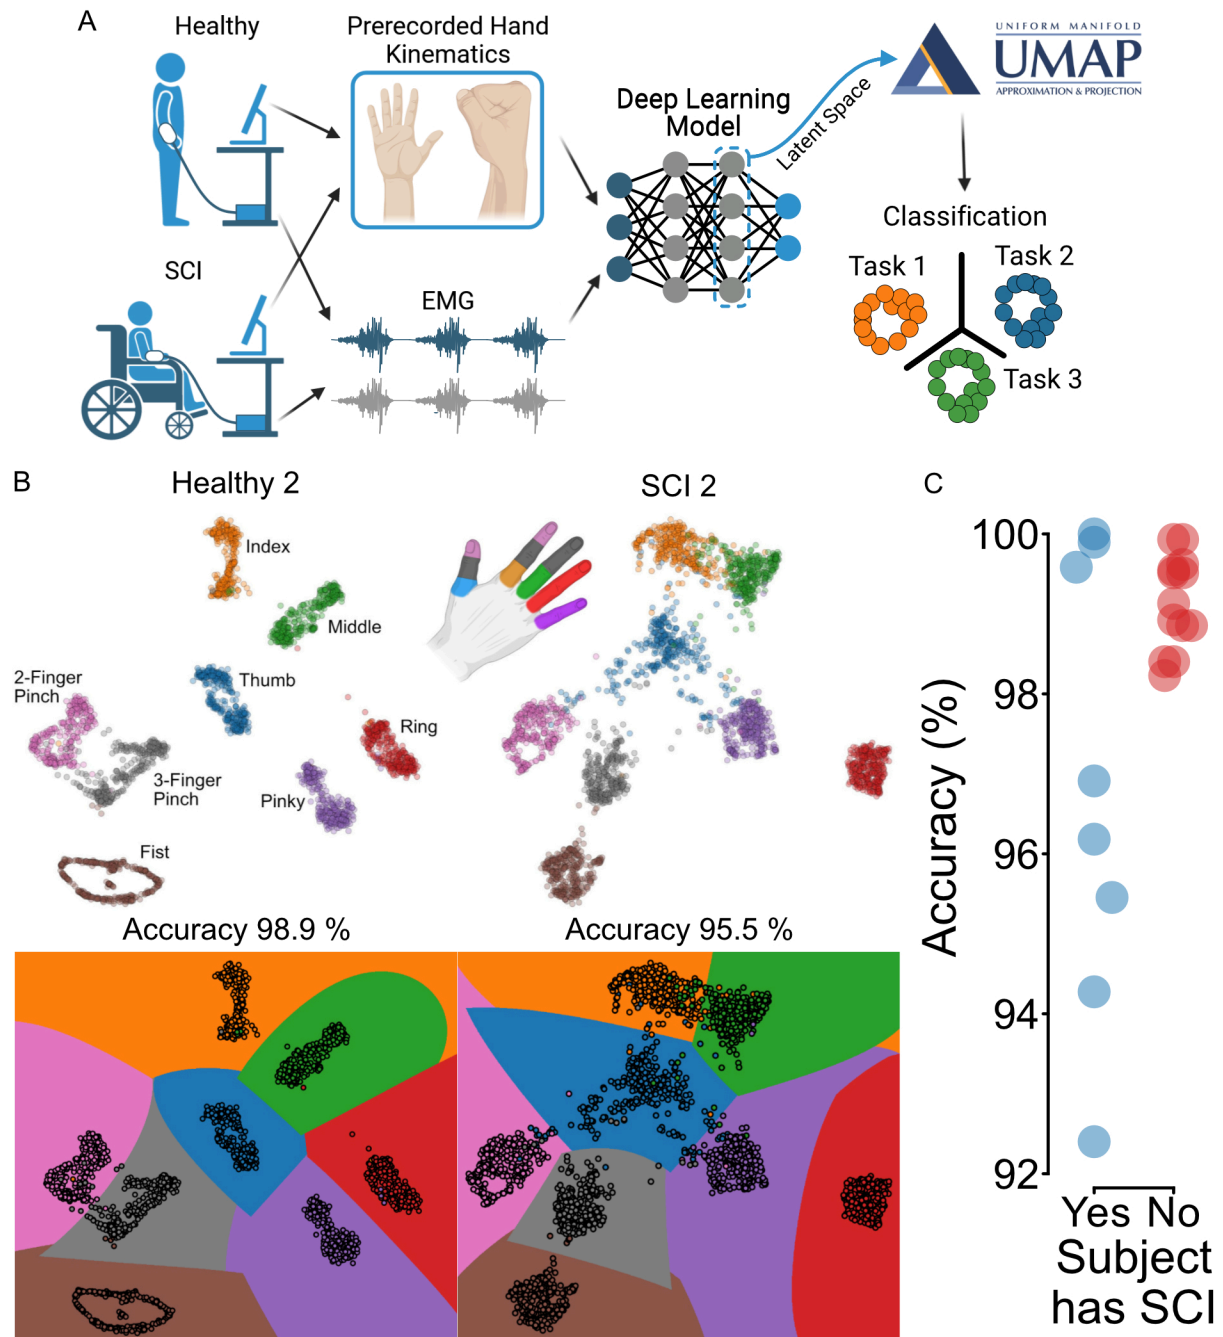 A
Healthy
Prerecorded Hand
Kinematics
Deep Learning
Model
Latent Space
UNIFORM MANIFOLD
UMAP
APPROXIMATION & PROJECTION
SCI
EMG
Classification
Task 1
Task 2
Task 3
B
Healthy 2
SCI 2
Index
Middle
Thumb
2-Finger
Pinch
3-Finger
Pinch
Ring
Pinky
Fist
Accuracy 98.9 %
Accuracy 95.5 %
C
Accuracy (%)
100
98
96
94
92
Yes No
Subject
has SCI